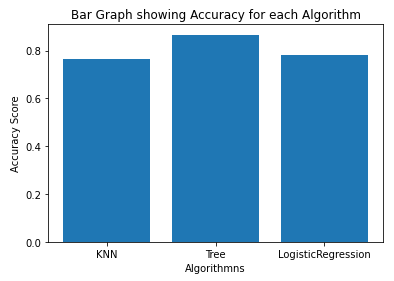 Bar Graph showing Accuracy for each Algorithm
Accuracy Score
0.8
0.6
0.4
0.2
0.0
KNN Tree LogisticRegression
Algorithmns